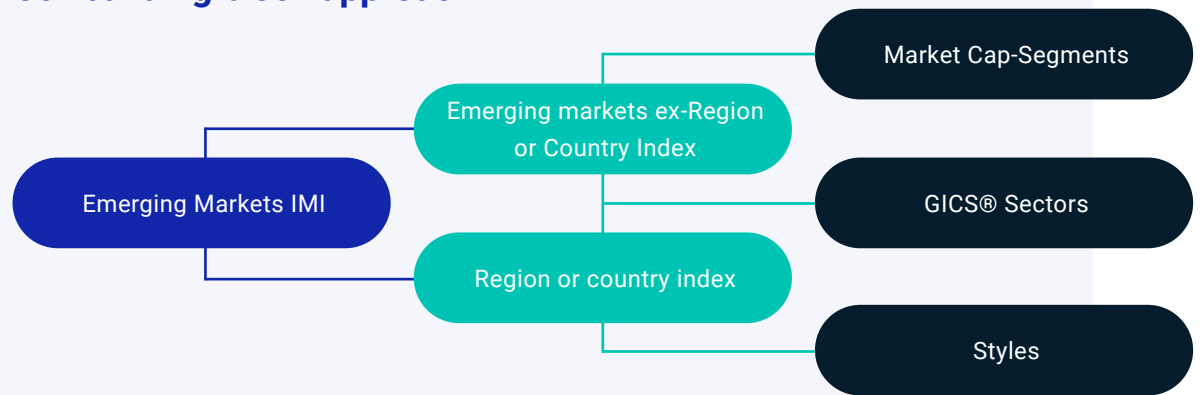 Market Cap-Segments
Emerging markets ex-Region
or Country Index
Emerging Markets IMI
GICS® Sectors
Region or country index
Styles